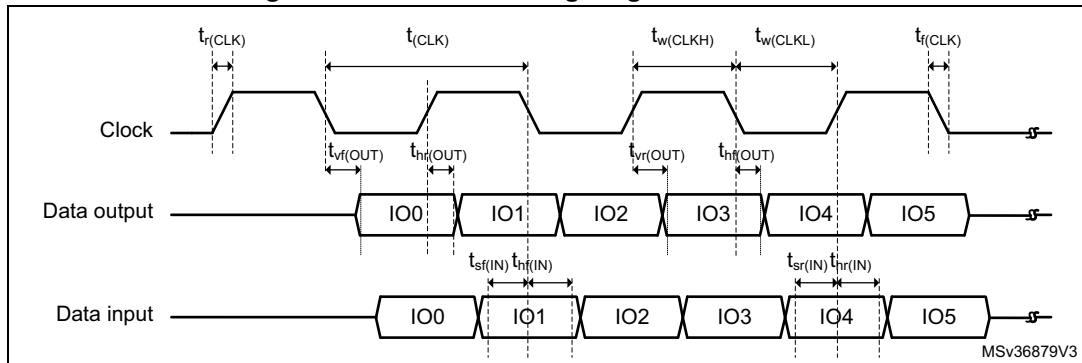 tr(CLK) t(CLK) tw(CLKH) tw(CLKL) tf(CLK)
Clock
tvf(OUT) thr(OUT) tvr(OUT) thf(OUT)
Data output IO0 IO1 IO2 IO3 IO4 IO5
tsf(IN) thf(IN) tsr(IN) thr(IN)
Data input IO0 IO1 IO2 IO3 IO4 IO5
MSv36879V3